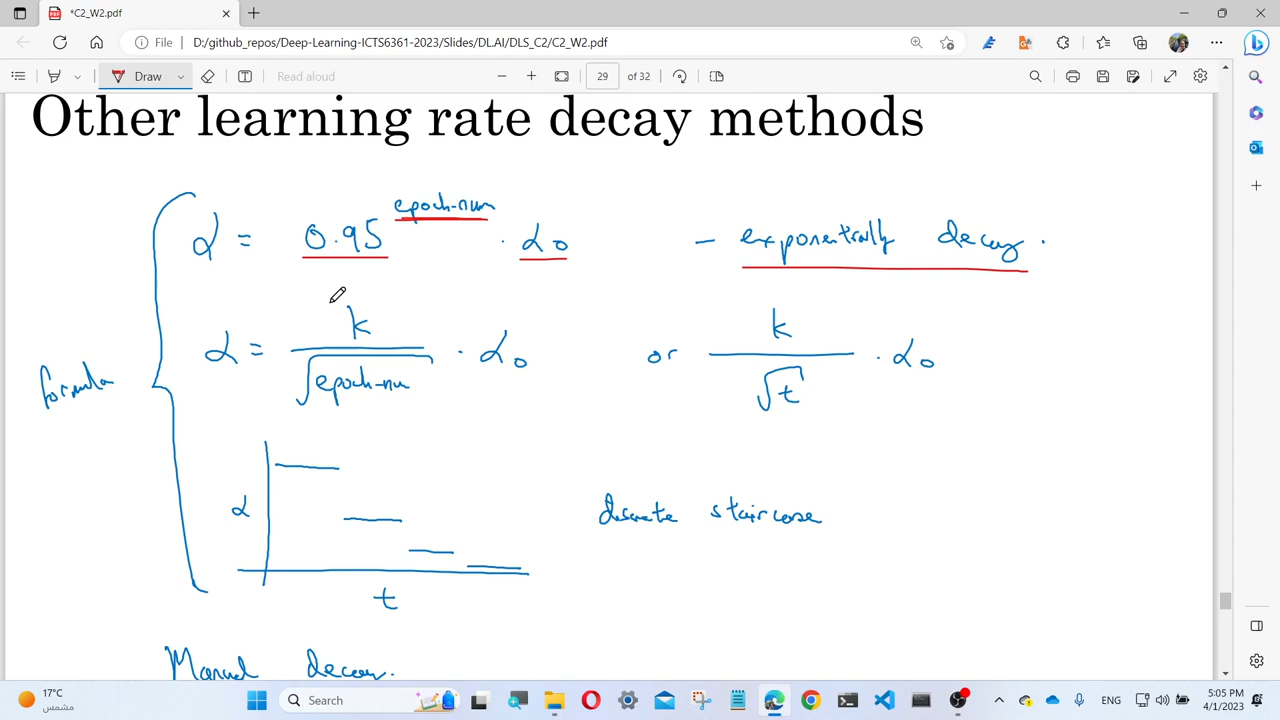 *C2_W2.pdf
File D:/github_repos/Deep-Learning-ICTS6361-2023/Slides/DL.AI/DLS_C2/C2_W2.pdf
Draw Read aloud 29 of 32
Other learning rate decay methods
α = 0.95^epoch-num · α₀ – exponentially decay.
α = k/√epoch-num · α₀ or k/√t · α₀
formula
α
discrete staircase
t
Manual decay.
17°C
مشمس
Search
ENG
5:05 PM
4/1/2023